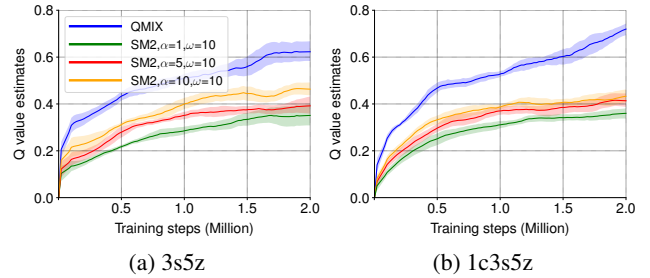 0.8
0.6
0.4
0.2
0.0
Q value estimates
QMIX
SM2,α=1,ω=10
SM2,α=5,ω=10
SM2,α=10,ω=10
0.5
1.0
1.5
2.0
Training steps (Million)
(a) 3s5z
0.8
0.6
0.4
0.2
0.0
Q value estimates
0.5
1.0
1.5
2.0
Training steps (Million)
(b) 1c3s5z